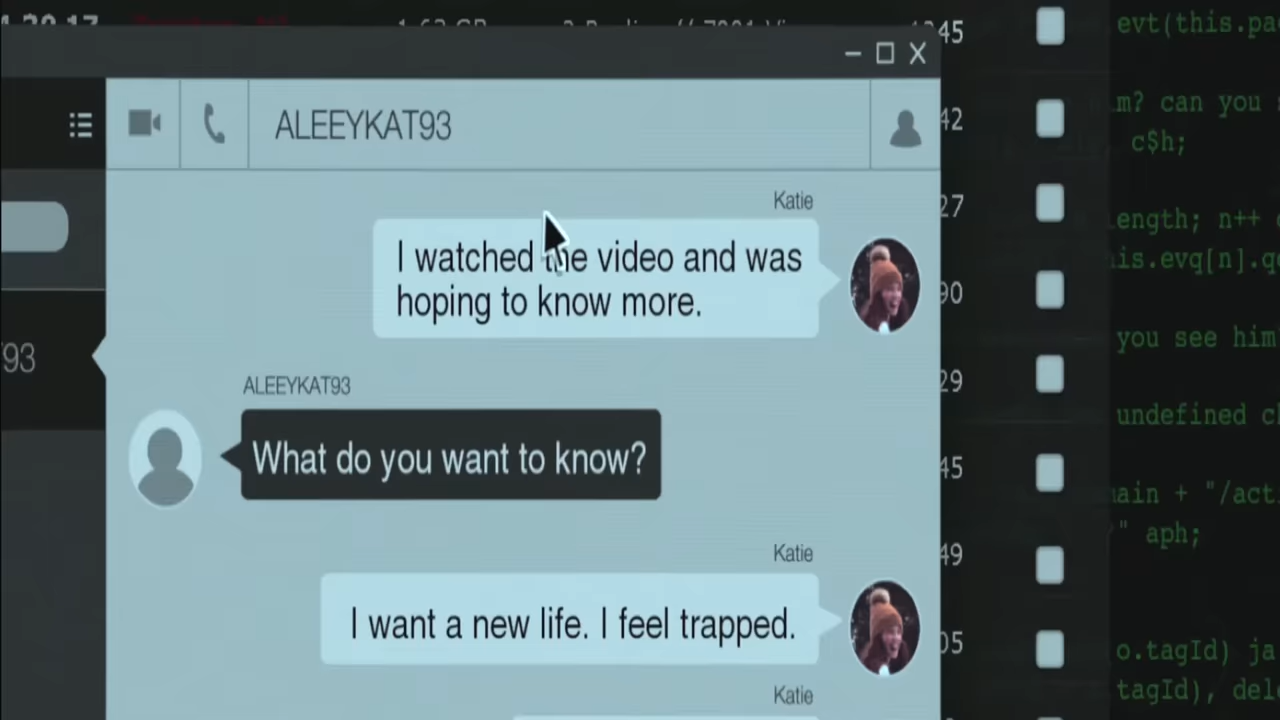 45
evt(this.pa
ALEEYKAT93
m? can you
42
c$h;
Katie
27
I watched the video and was
hoping to know more.
ength; n++
is.evq[n].g
90
you see him
93
ALEEYKAT93
29
undefined c
What do you want to know?
45
ain + "/act
" aph;
Katie
49
I want a new life. I feel trapped.
05
o.tagId) ja
tagId), del
Katie